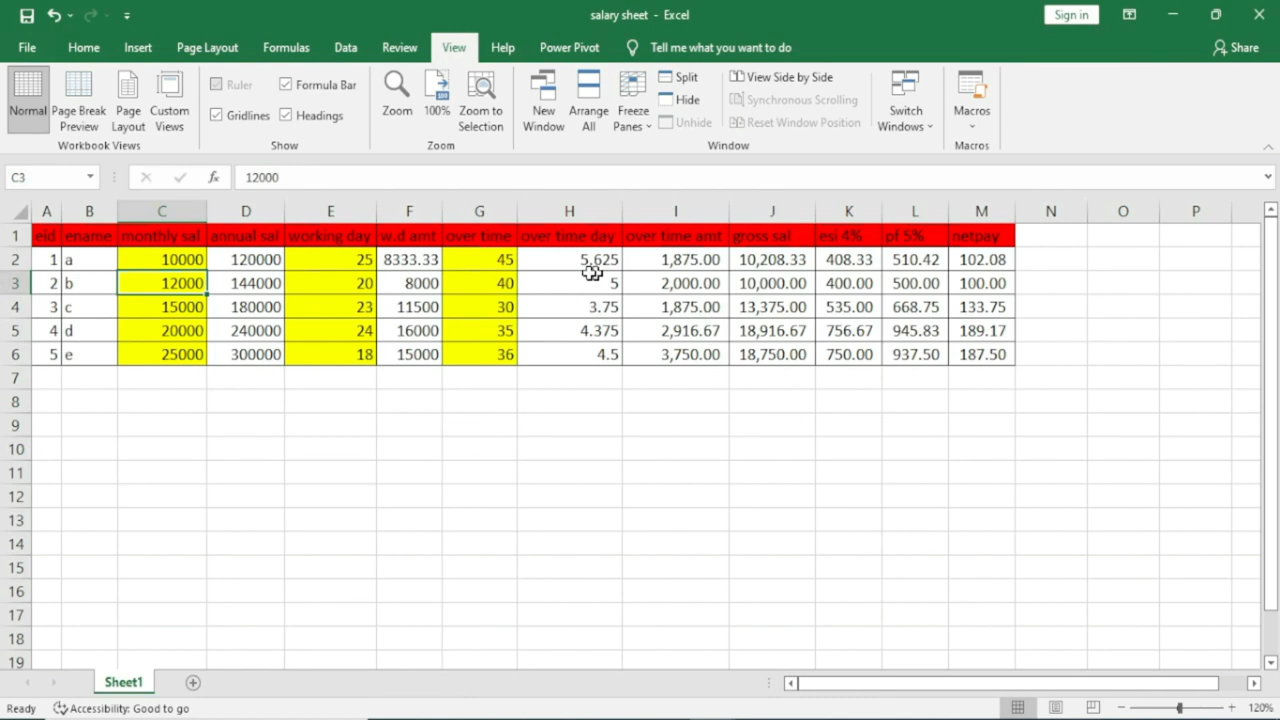 salary sheet - Excel
Sign in
File Home Insert Page Layout Formulas Data Review View Help Power Pivot Tell me what you want to do Share
Normal
Page Break Preview
Page Layout
Custom Views
Workbook Views
Ruler
Formula Bar
Gridlines
Headings
Show
Zoom
100%
Zoom to Selection
Zoom
New Window
Arrange All
Freeze Panes
Split
Hide
Unhide
View Side by Side
Synchronous Scrolling
Reset Window Position
Window
Switch Windows
Macros
Macros
C3 fx 12000
A B C D E F G H I J K L M N O P
1 eid ename monthly sal annual sal working day w.d amt over time over time day over time amt gross sal esi 4% pf 5% netpay
2 1 a 10000 120000 25 8333.33 45 5.625 1,875.00 10,208.33 408.33 510.42 102.08
3 2 b 12000 144000 20 8000 40 5 2,000.00 10,000.00 400.00 500.00 100.00
4 3 c 15000 180000 23 11500 30 3.75 1,875.00 13,375.00 535.00 668.75 133.75
5 4 d 20000 240000 24 16000 35 4.375 2,916.67 18,916.67 756.67 945.83 189.17
6 5 e 25000 300000 18 15000 36 4.5 3,750.00 18,750.00 750.00 937.50 187.50
7
8
9
10
11
12
13
14
15
16
17
18
19
Sheet1
Ready Accessibility: Good to go 120%